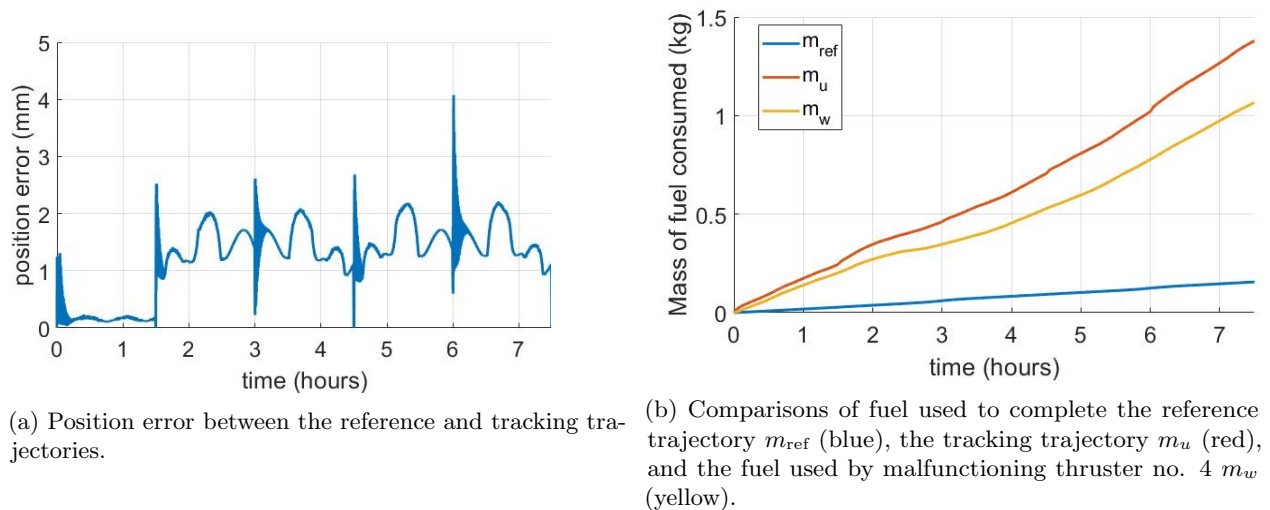 5
4
3
2
1
0
position error (mm)
0 1 2 3 4 5 6 7
time (hours)
(a) Position error between the reference and tracking tra-
jectories.
1.5
1
0.5
0
Mass of fuel consumed (kg)
m_ref
m_u
m_w
0 1 2 3 4 5 6 7
time (hours)
(b) Comparisons of fuel used to complete the reference
trajectory m_ref (blue), the tracking trajectory m_u (red),
and the fuel used by malfunctioning thruster no. 4 m_w
(yellow).